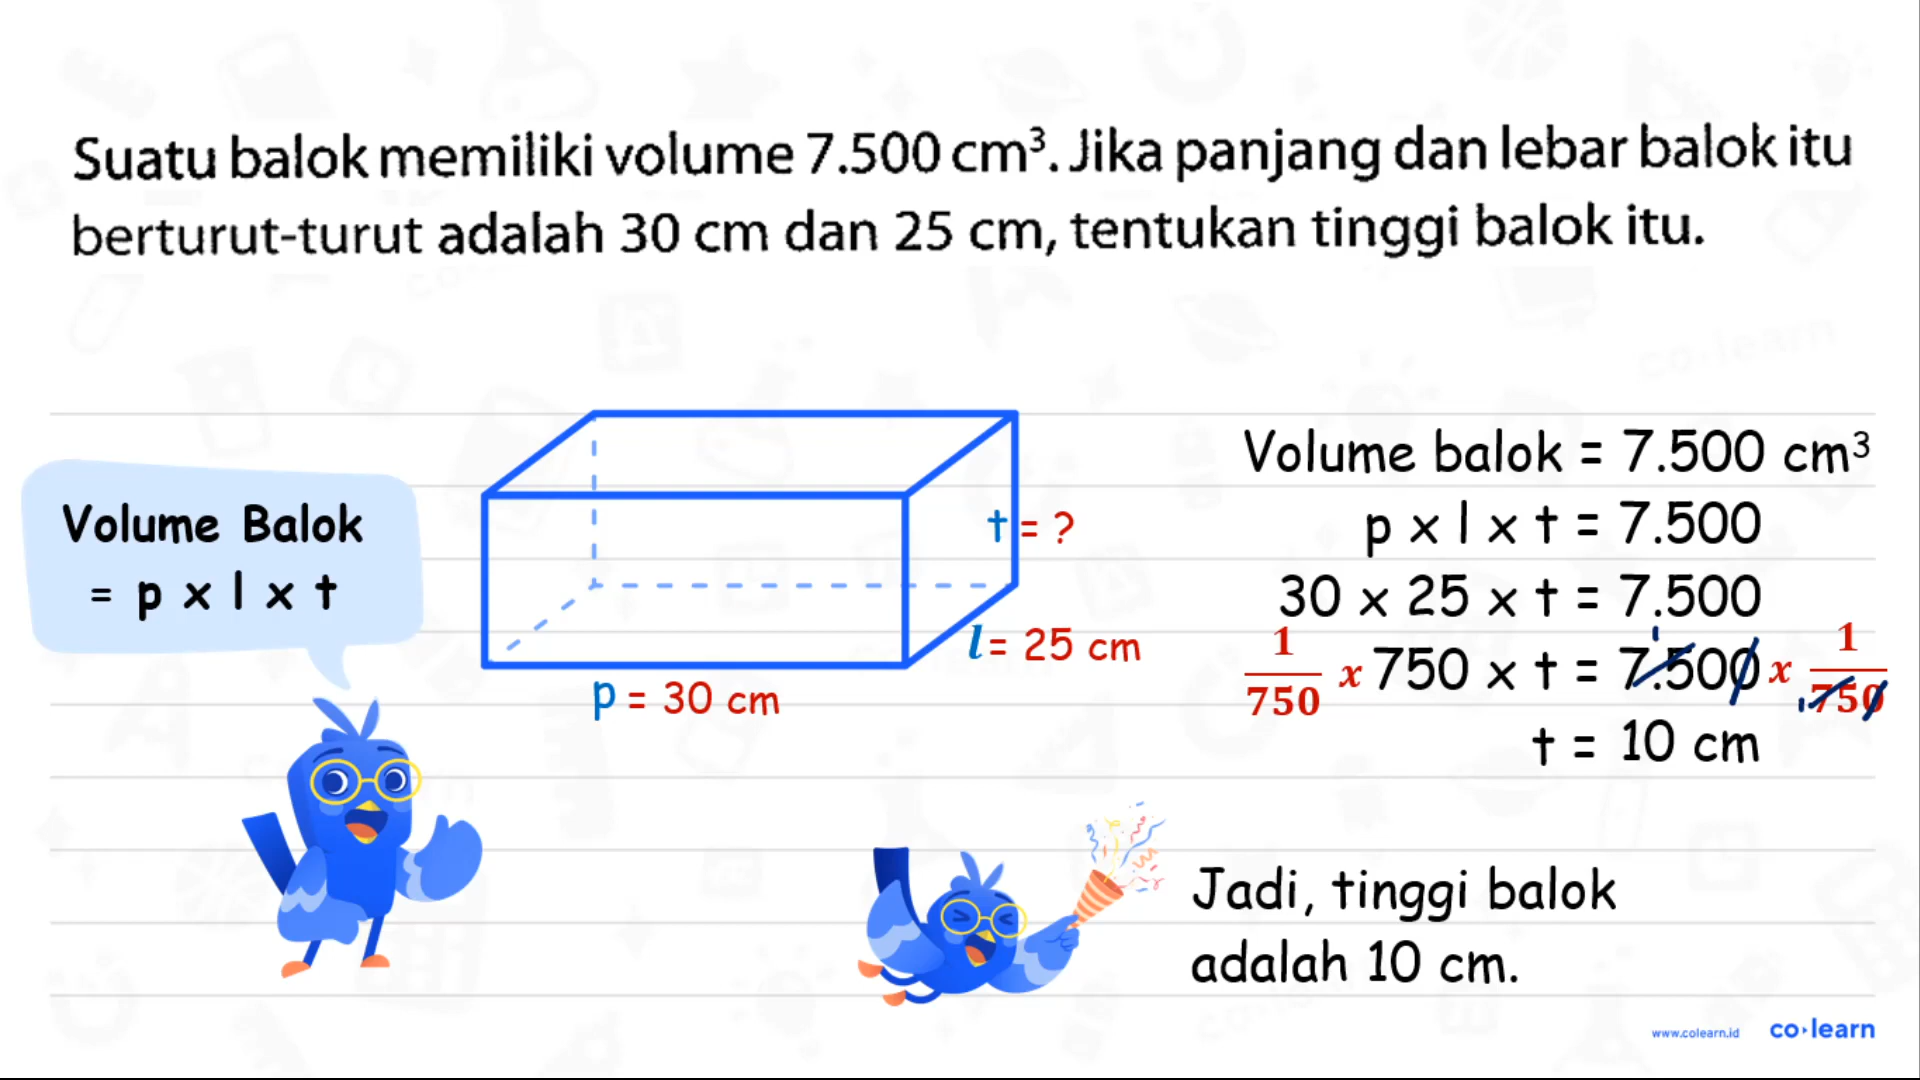 Suatu balok memiliki volume 7.500 cm³. Jika panjang dan lebar balok itu
berturut-turut adalah 30 cm dan 25 cm, tentukan tinggi balok itu.
Volume Balok
= p x l x t
t = ?
l = 25 cm
p = 30 cm
Volume balok = 7.500 cm³
p x l x t = 7.500
30 x 25 x t = 7.500
1/750 x 750 x t = 7.500 x 1/750
t = 10 cm
Jadi, tinggi balok
adalah 10 cm.
www.colearn.id co·learn